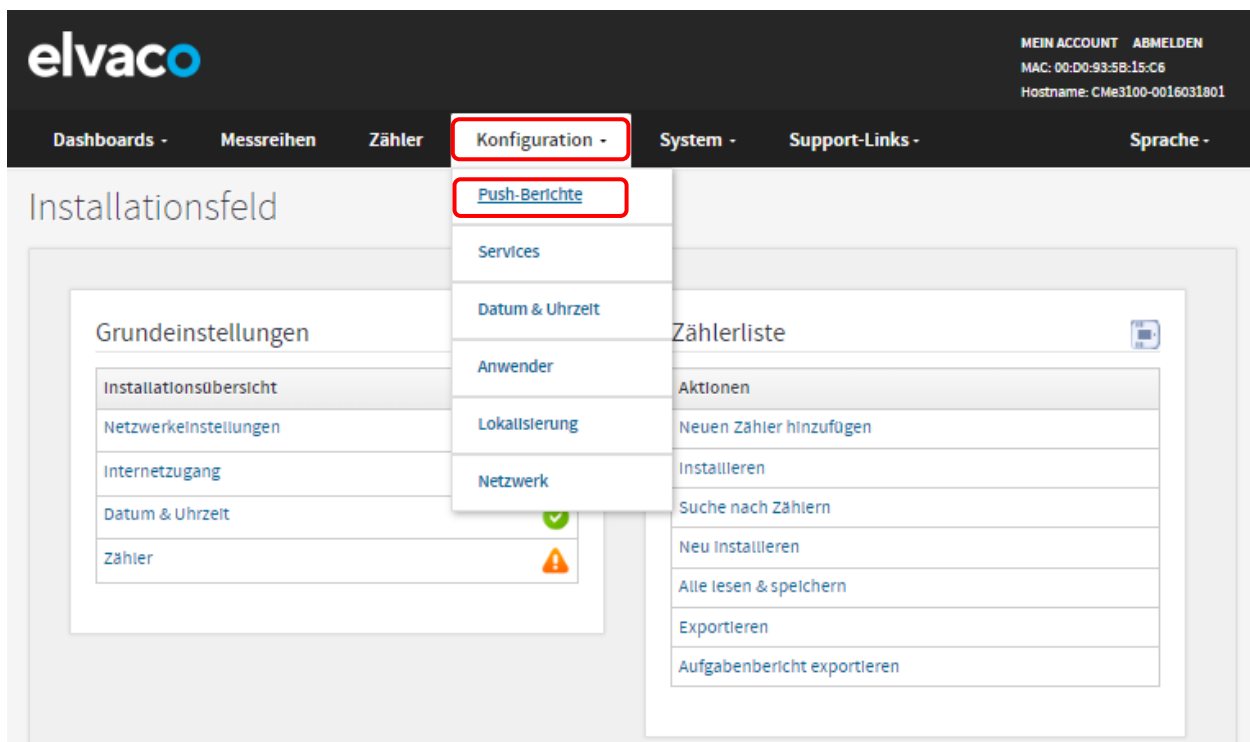 elvaco
MEIN ACCOUNT ABMELDEN
MAC: 00:D0:93:5B:15:C6
Hostname: CMe3100-0016031801
Dashboards - Messreihen Zähler Konfiguration - System - Support-Links - Sprache -
Push-Berichte
Services
Datum & Uhrzeit
Anwender
Lokalisierung
Netzwerk
Installationsfeld
Grundeinstellungen
Installationsübersicht
Netzwerkeinstellungen
Internetzugang
Datum & Uhrzeit
Zähler
Zählerliste
Aktionen
Neuen Zähler hinzufügen
Installieren
Suche nach Zählern
Neu installieren
Alle lesen & speichern
Exportieren
Aufgabenbericht exportieren